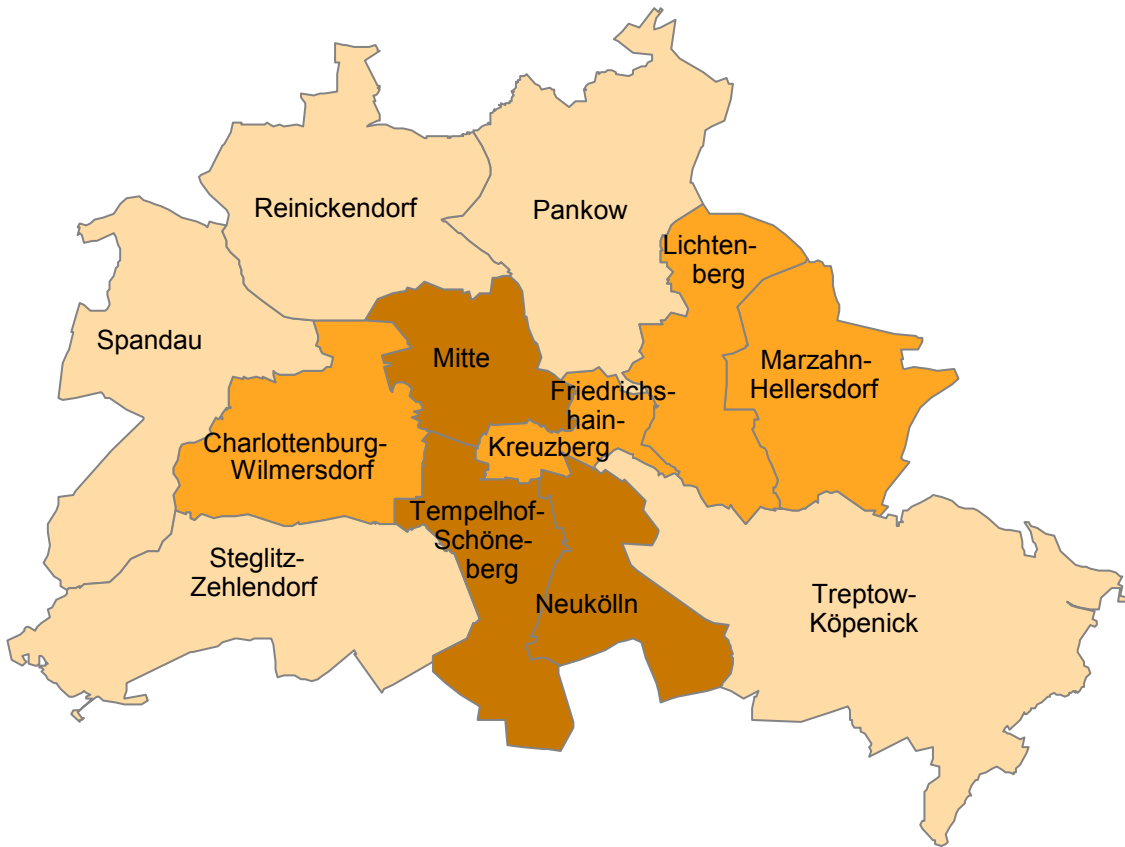 Reinickendorf
Pankow
Lichten-
berg
Spandau
Mitte
Marzahn-
Hellersdorf
Friedrichs-
hain-
Kreuzberg
Charlottenburg-
Wilmersdorf
Tempelhof-
Schöne-
berg
Steglitz-
Zehlendorf
Neukölln
Treptow-
Köpenick